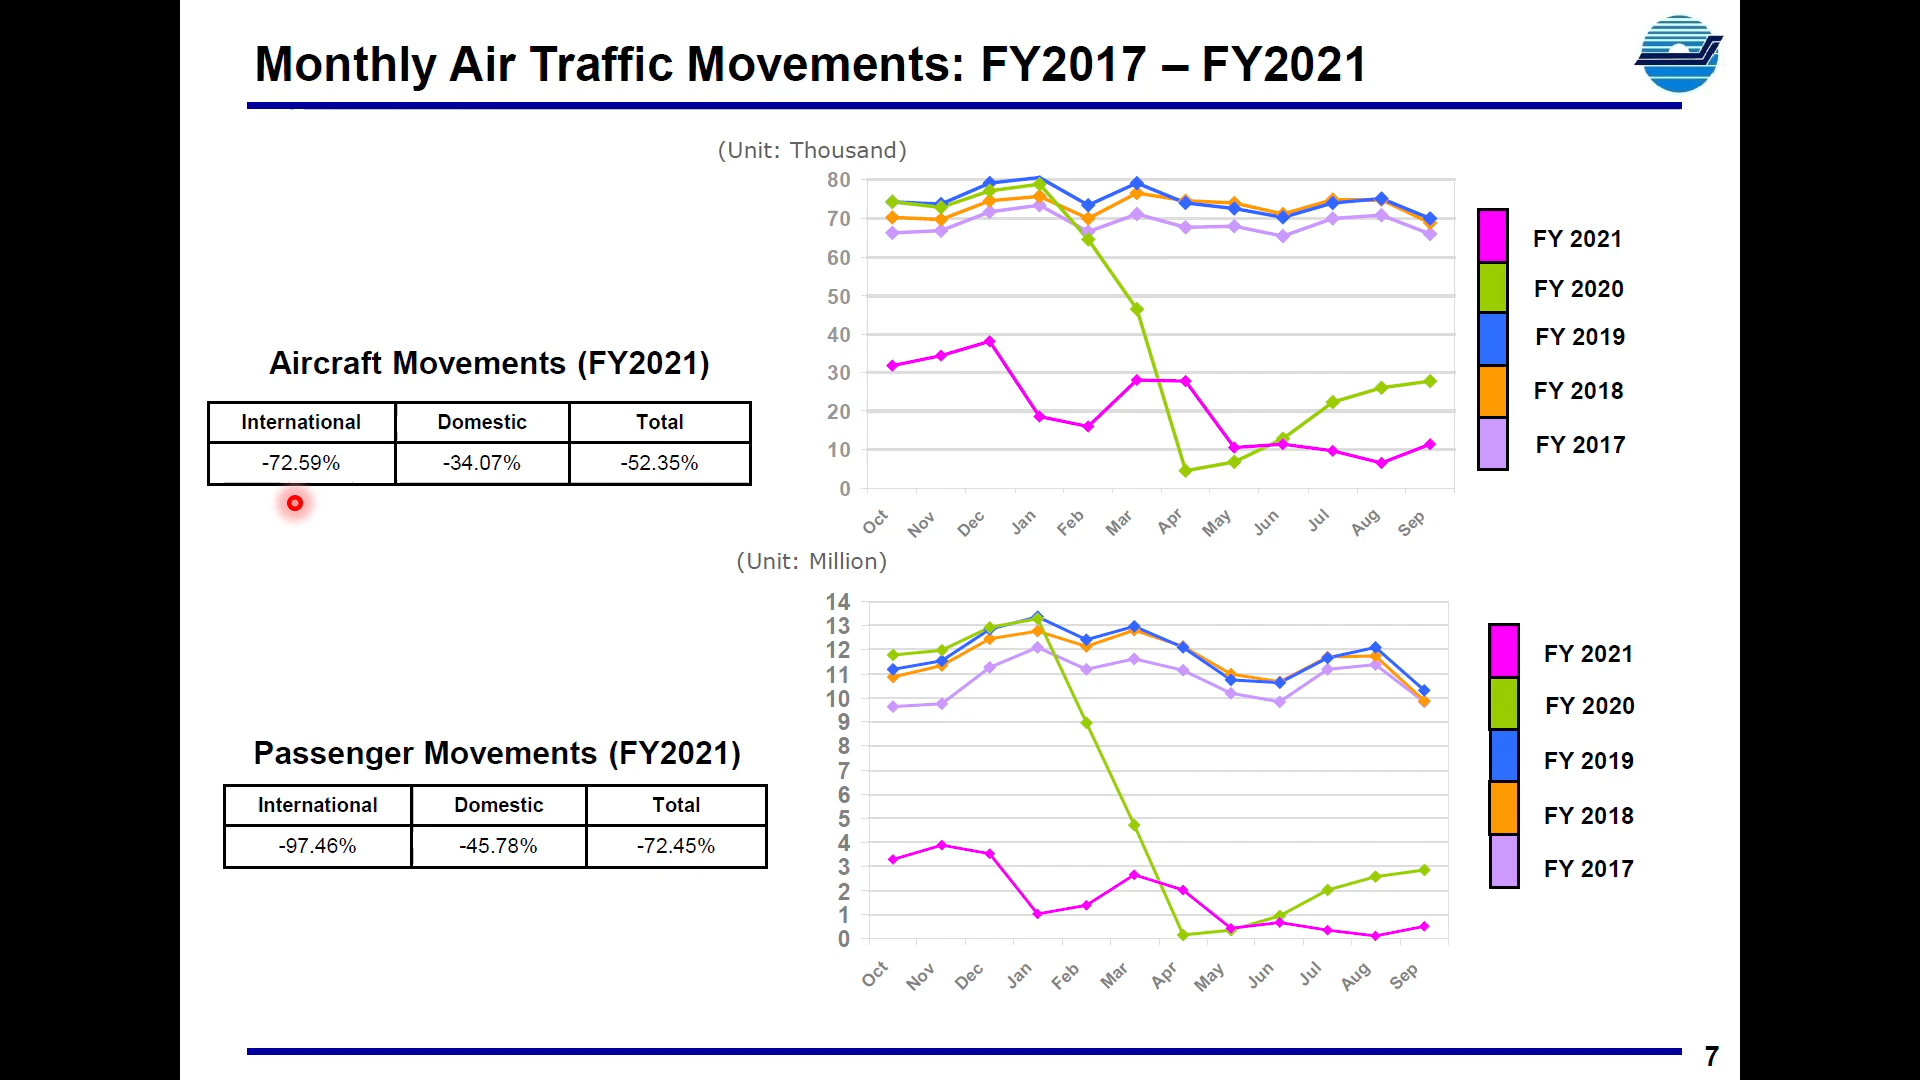 Monthly Air Traffic Movements: FY2017 – FY2021
(Unit: Thousand)
80
70
60
50
40
30
20
10
0
Oct Nov Dec Jan Feb Mar Apr May Jun Jul Aug Sep
FY 2021
FY 2020
FY 2019
FY 2018
FY 2017
Aircraft Movements (FY2021)
International Domestic Total
-72.59% -34.07% -52.35%
(Unit: Million)
14
13
12
11
10
9
8
7
6
5
4
3
2
1
0
Oct Nov Dec Jan Feb Mar Apr May Jun Jul Aug Sep
FY 2021
FY 2020
FY 2019
FY 2018
FY 2017
Passenger Movements (FY2021)
International Domestic Total
-97.46% -45.78% -72.45%
7